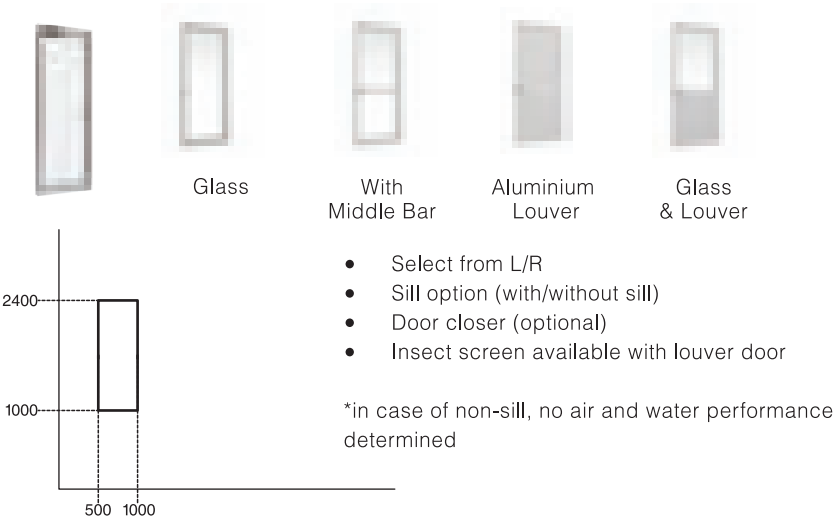 Glass
With
Middle Bar
Aluminium
Louver
Glass
& Louver
• Select from L/R
• Sill option (with/without sill)
• Door closer (optional)
• Insect screen available with louver door
*in case of non-sill, no air and water performance
determined
2400
1000
500 1000